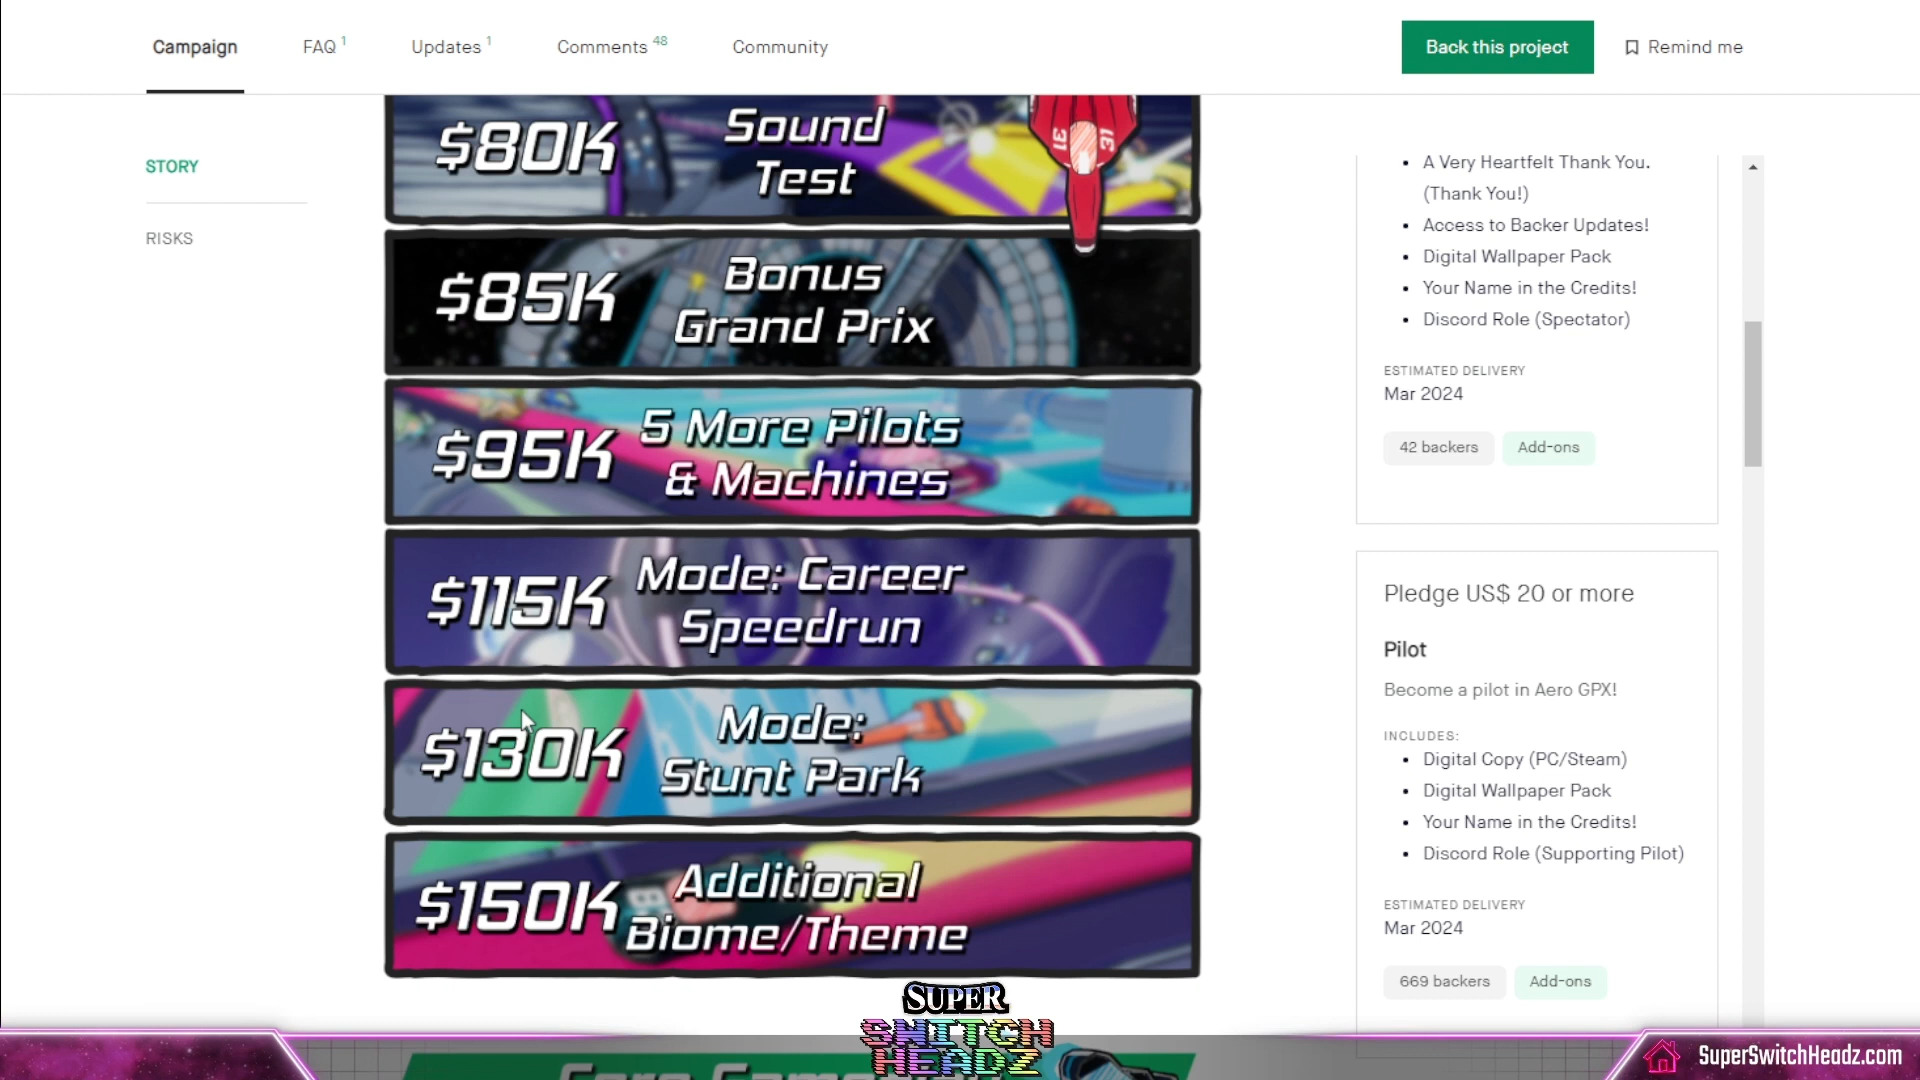 Campaign
FAQ 1
Updates 1
Comments 48
Community
Back this project
Remind me
STORY
RISKS
$80K
Sound
Test
31
31
$85K
Bonus
Grand Prix
$95K
5 More Pilots
& Machines
$115K
Mode: Career
Speedrun
$130K
Mode:
Stunt Park
$150K
Additional
Biome/Theme
• A Very Heartfelt Thank You.
(Thank You!)
• Access to Backer Updates!
• Digital Wallpaper Pack
• Your Name in the Credits!
• Discord Role (Spectator)
ESTIMATED DELIVERY
Mar 2024
42 backers
Add-ons
Pledge US$ 20 or more
Pilot
Become a pilot in Aero GPX!
INCLUDES:
• Digital Copy (PC/Steam)
• Digital Wallpaper Pack
• Your Name in the Credits!
• Discord Role (Supporting Pilot)
ESTIMATED DELIVERY
Mar 2024
669 backers
Add-ons
SUPER
SWITCH
HEADZ
SuperSwitchHeadz.com